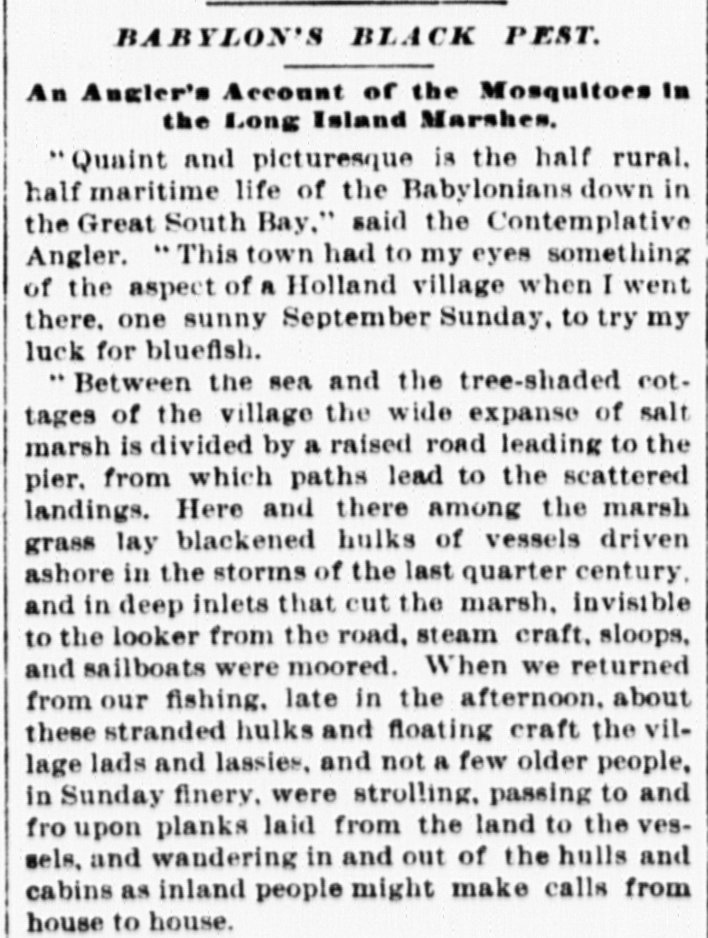 BABYLON'S BLACK PEST.
An Angler's Account of the Mosquitoes in
the Long Island Marshes.
"Quaint and picturesque is the half rural,
half maritime life of the Babylonians down in
the Great South Bay," said the Contemplative
Angler. "This town had to my eyes something
of the aspect of a Holland village when I went
there, one sunny September Sunday, to try my
luck for bluefish.
"Between the sea and the tree-shaded cot-
tages of the village the wide expanse of salt
marsh is divided by a raised road leading to the
pier, from which paths lead to the scattered
landings. Here and there among the marsh
grass lay blackened hulks of vessels driven
ashore in the storms of the last quarter century,
and in deep inlets that cut the marsh, invisible
to the looker from the road, steam craft, sloops,
and sailboats were moored. When we returned
from our fishing, late in the afternoon, about
these stranded hulks and floating craft the vil-
lage lads and lassies, and not a few older people,
in Sunday finery, were strolling, passing to and
fro upon planks laid from the land to the ves-
sels, and wandering in and out of the hulls and
cabins as inland people might make calls from
house to house.